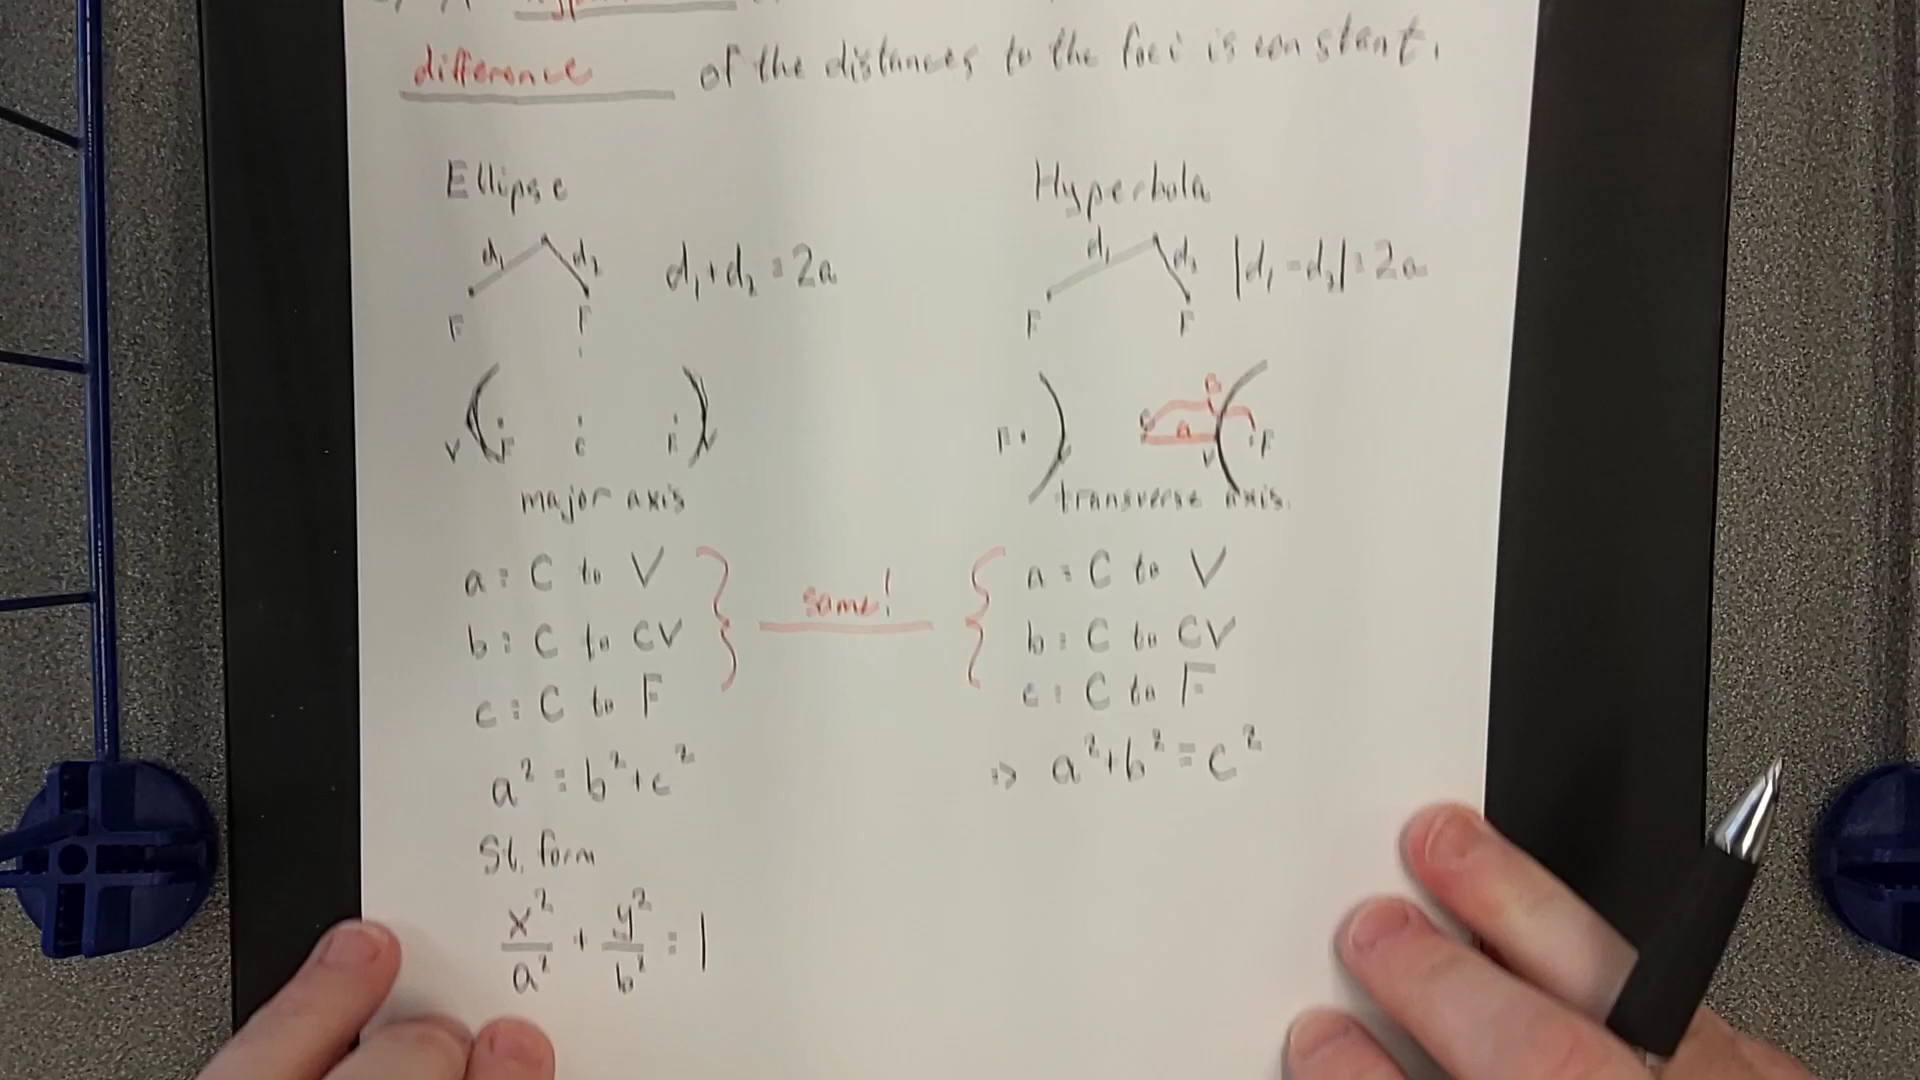 difference of the distances to the foci is constant.
Ellipse
d₁ d₂
d₁+d₂=2a
F F
V F c F V
major axis
a = C to V
b = C to CV
c = C to F
a² = b²+c²
St. form
x²/a² + y²/b² = 1
same!
Hyperbola
d₁ d₂
|d₁-d₂|=2a
F F
F a V F
transverse axis.
a = C to V
b = C to CV
c = C to F
=> a²+b²=c²